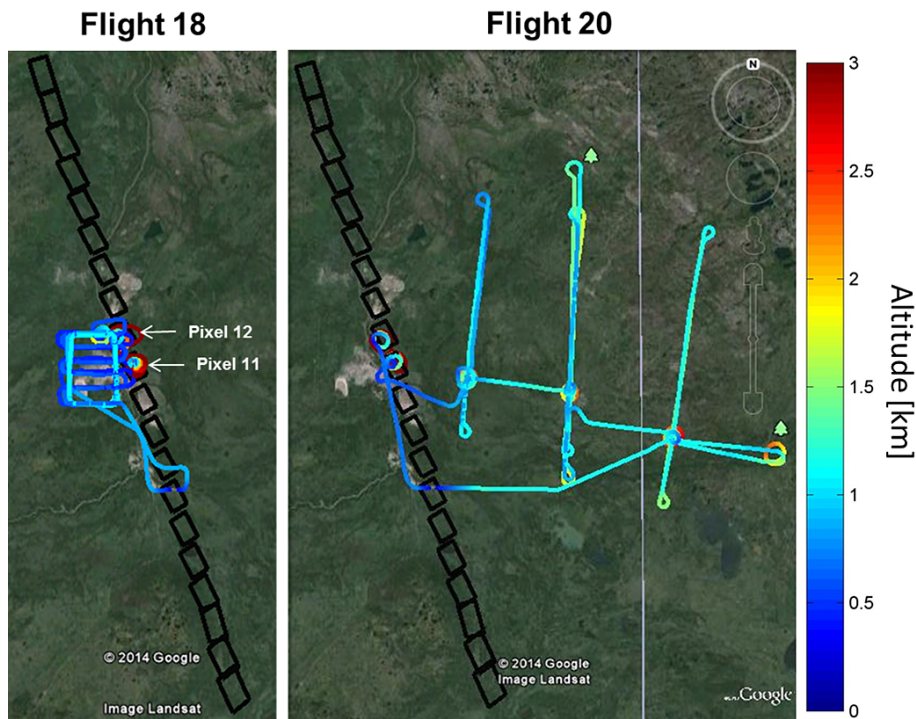 Flight 18
Flight 20
N
Pixel 12
Pixel 11
© 2014 Google
Image Landsat
© 2014 Google
Image Landsat
Google
3
2.5
2
1.5
1
0.5
0
Altitude [km]